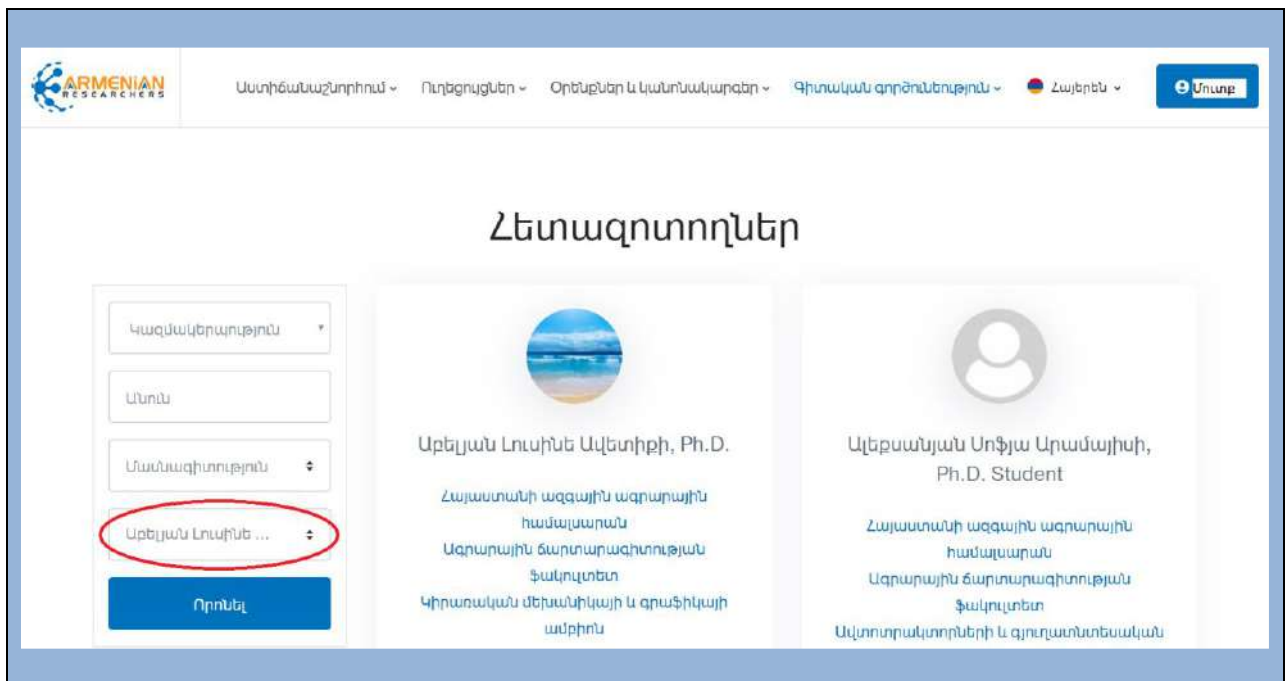 ARMENIAN
RESEARCHERS
Աստիճանաշնորհում
Ուղեցույցներ
Օրենքներ և կանոնակարգեր
Գիտական գործունեություն
Հայերեն
Մուտք
Հետազոտողներ
Կազմակերպություն
Անուն
Մասնագիտություն
Աբելյան Լուսինե ...
Որոնել
Աբելյան Լուսինե Ավետիքի, Ph.D.
Հայաստանի ազգային ագրարային
համալսարան
Ագրարային ճարտարագիտության
ֆակուլտետ
Կիրառական մեխանիկայի և գրաֆիկայի
ամբիոն
Ալեքսանյան Սոֆյա Արամայիսի,
Ph.D. Student
Հայաստանի ազգային ագրարային
համալսարան
Ագրարային ճարտարագիտության
ֆակուլտետ
Ավտոտրակտորների և գյուղատնտեսական